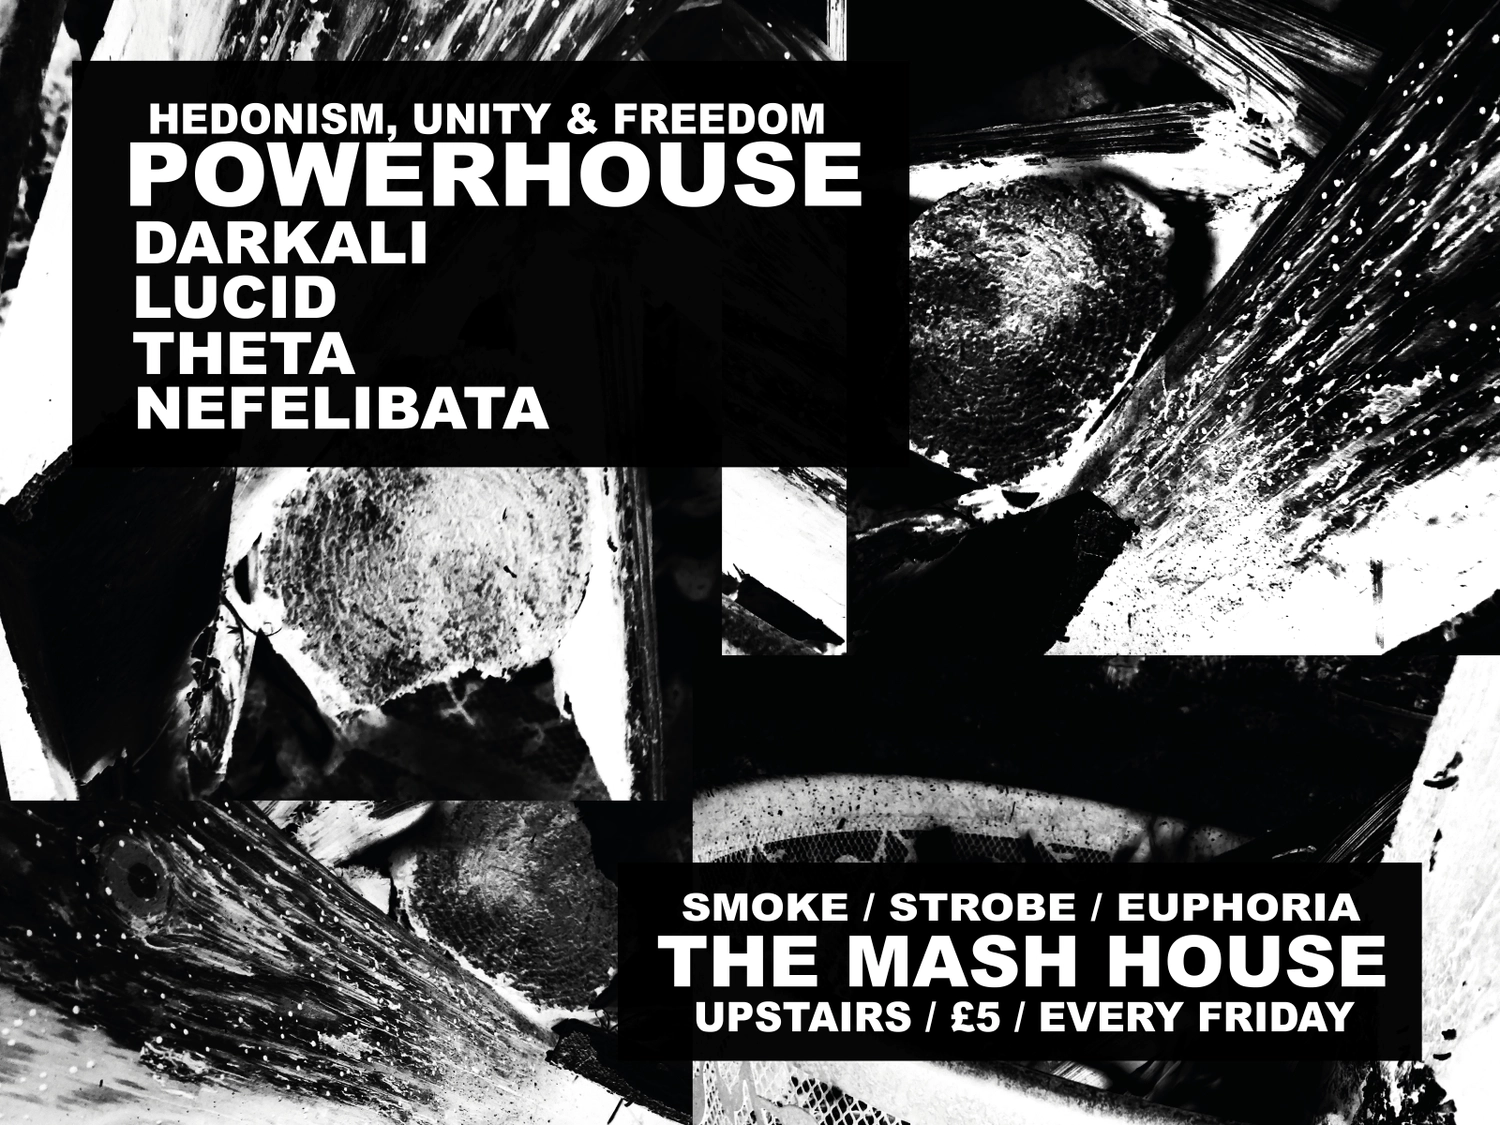 HEDONISM, UNITY & FREEDOM
POWERHOUSE
DARKALI
LUCID
THETA
NEFELIBATA
SMOKE / STROBE / EUPHORIA
THE MASH HOUSE
UPSTAIRS / £5 / EVERY FRIDAY